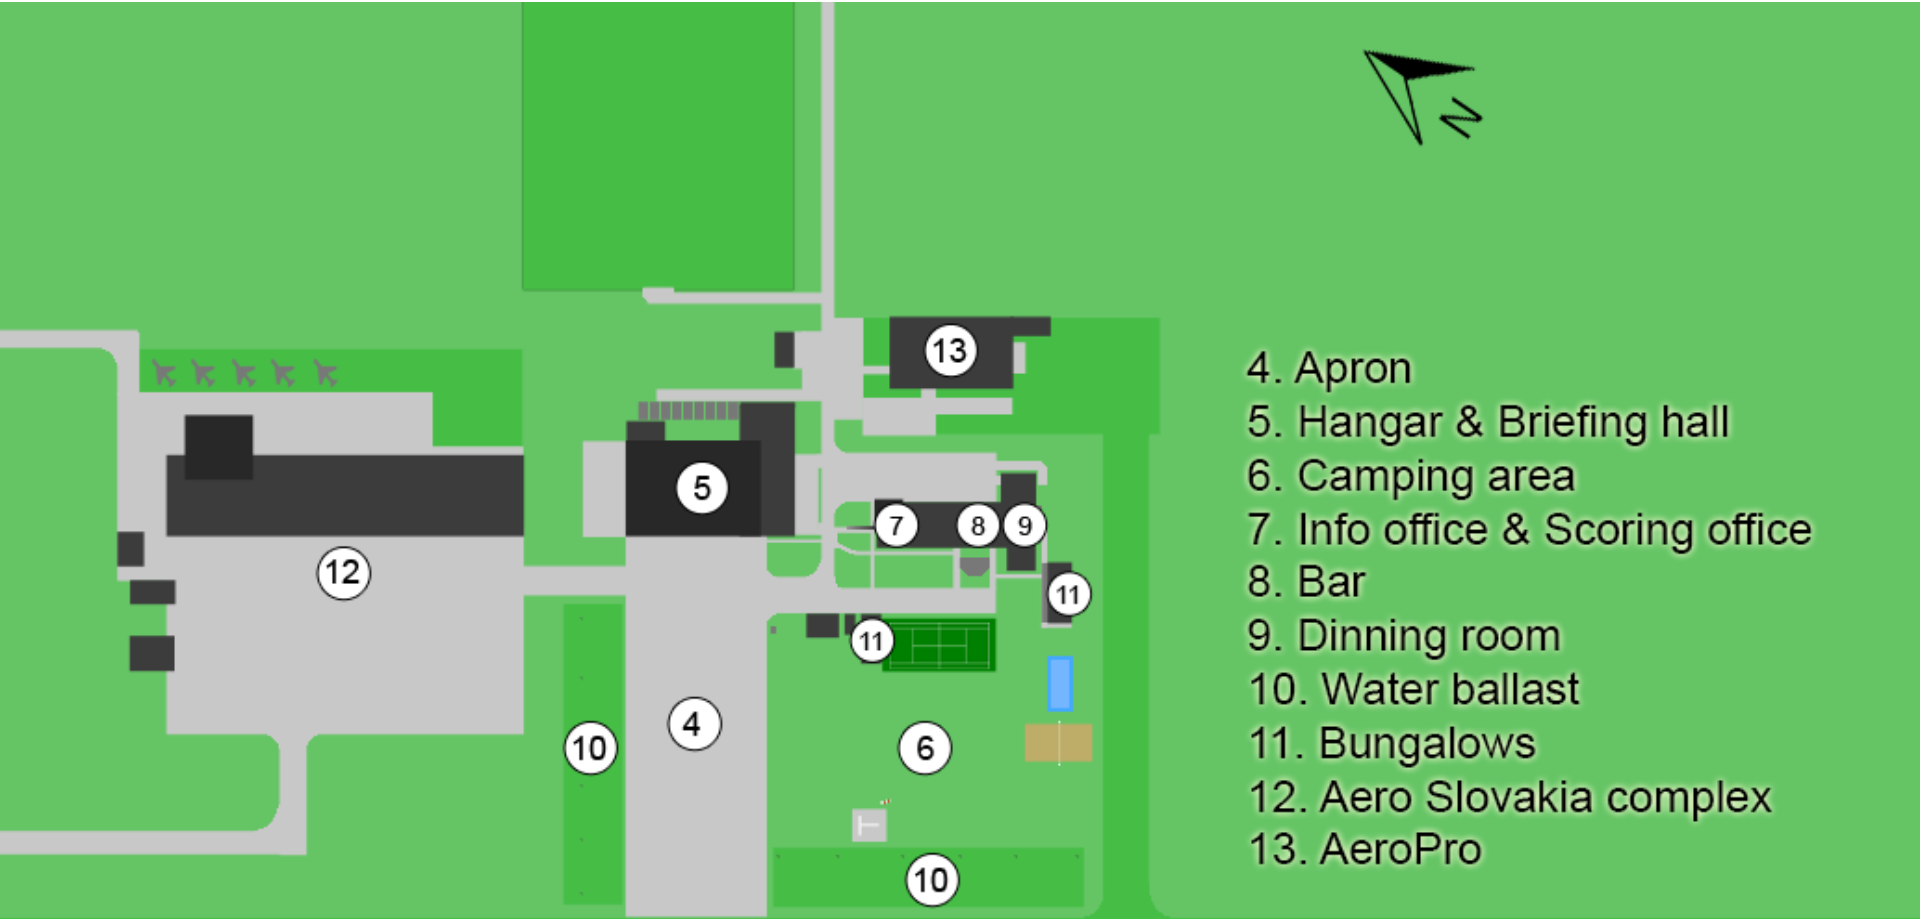 N
13
5
7
8
9
12
11
11
4
10
6
10
4. Apron
5. Hangar & Briefing hall
6. Camping area
7. Info office & Scoring office
8. Bar
9. Dinning room
10. Water ballast
11. Bungalows
12. Aero Slovakia complex
13. AeroPro